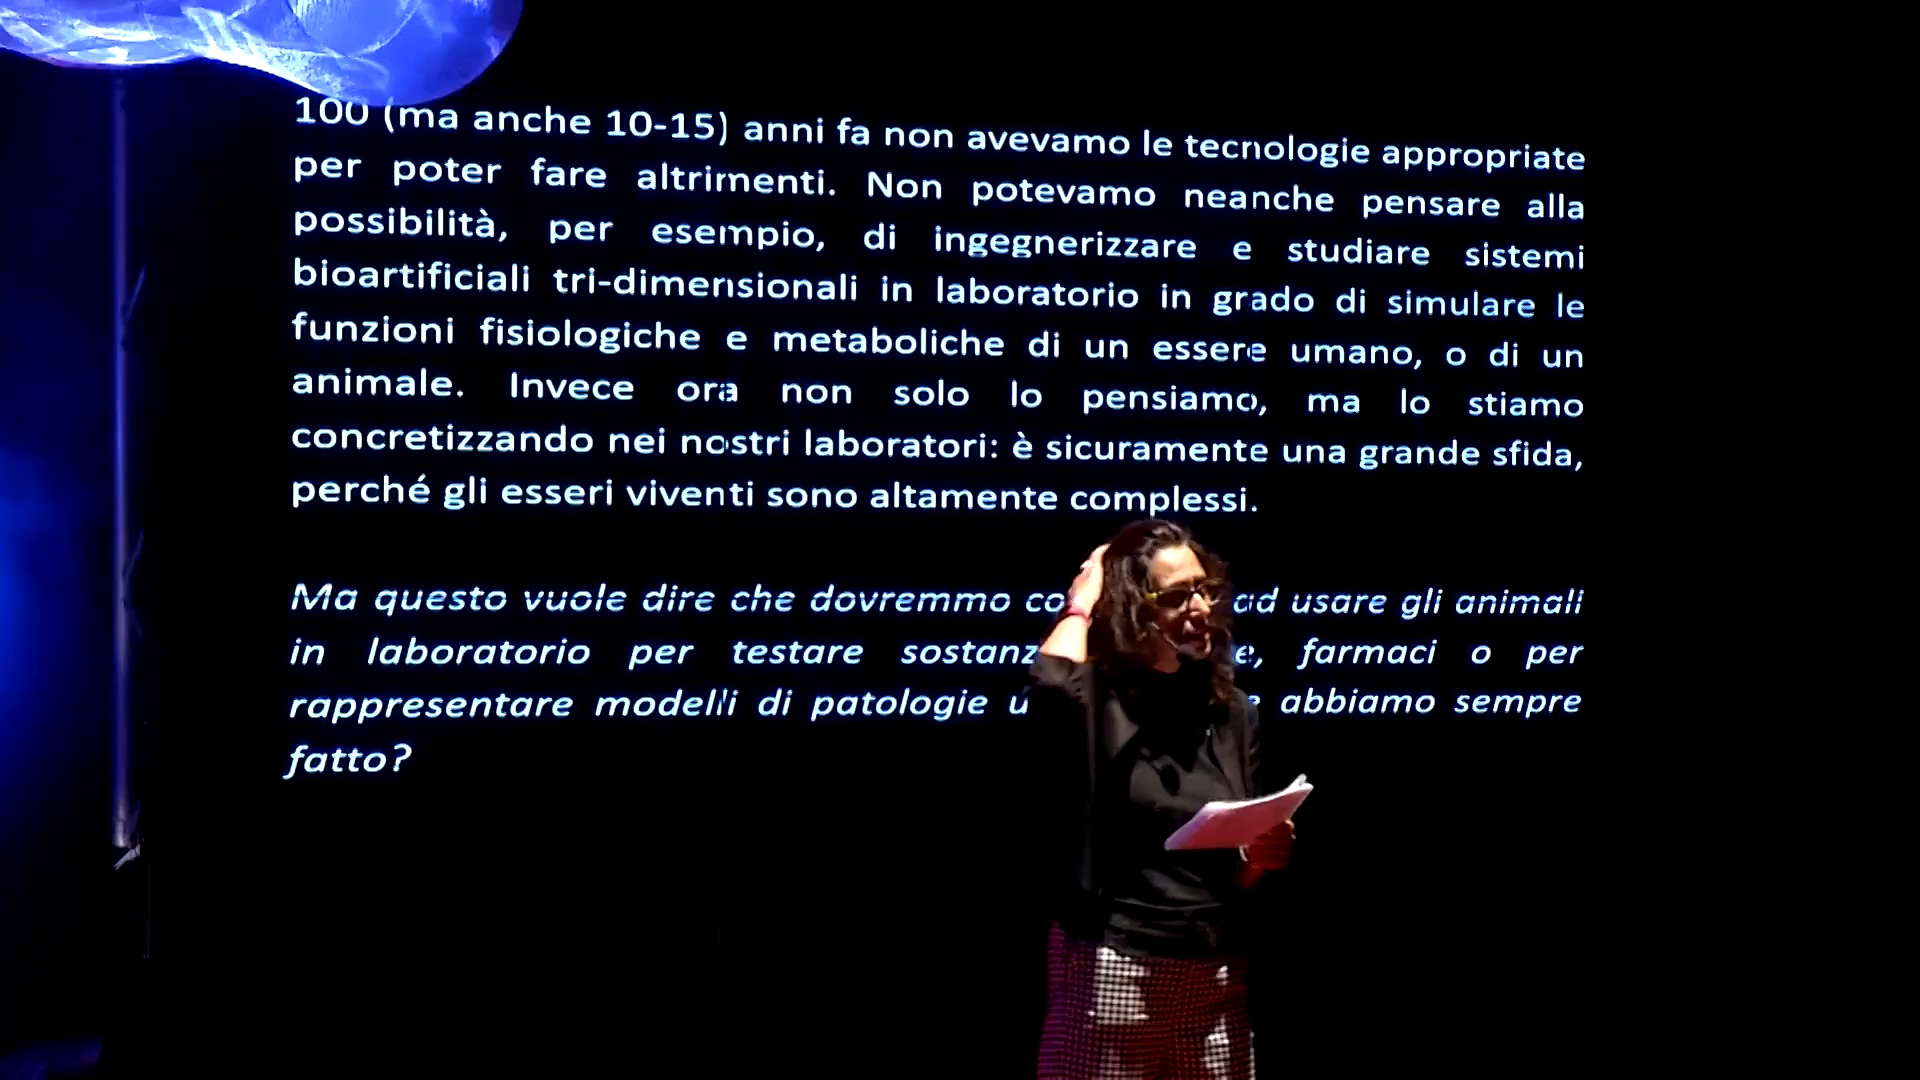 100 (ma anche 10-15) anni fa non avevamo le tecnologie appropriate
per poter fare altrimenti. Non potevamo neanche pensare alla
possibilità, per esempio, di ingegnerizzare e studiare sistemi
bioartificiali tri-dimensionali in laboratorio in grado di simulare le
funzioni fisiologiche e metaboliche di un essere umano, o di un
animale. Invece ora non solo lo pensiamo, ma lo stiamo
concretizzando nei nostri laboratori: è sicuramente una grande sfida,
perché gli esseri viventi sono altamente complessi.
Ma questo vuole dire che dovremmo ad usare gli animali
in laboratorio per testare farmaci o per
rappresentare modelli di patologie abbiamo sempre
fatto?